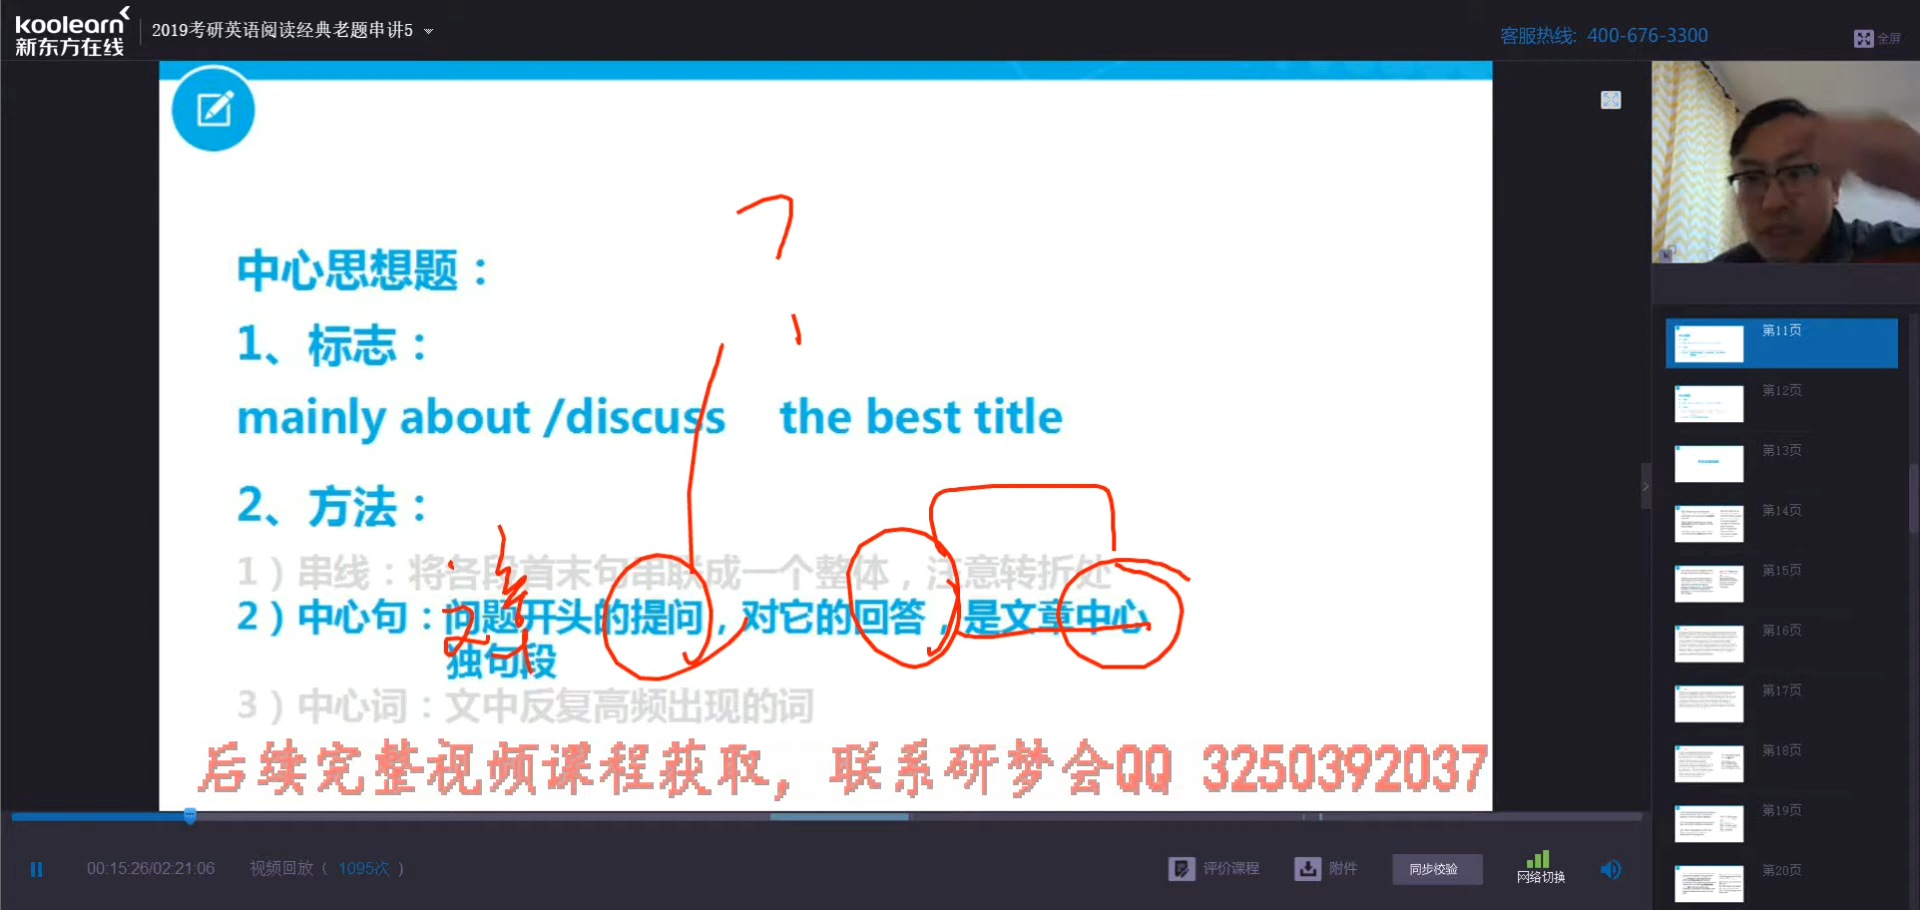 koolearn
新东方在线
2019考研英语阅读经典老题串讲5
客服热线: 400-676-3300
全屏
中心思想题：
1、标志：
mainly about /discuss the best title
2、方法：
1）串线：将各段首末句串联成一个整体，注意转折处
2）中心句：问题开头的提问，对它的回答，是文章中心
独句段
3）中心词：文中反复高频出现的词
后续完整视频课程获取，联系研梦会QQ 3250392037
第11页
第12页
第13页
第14页
第15页
第16页
第17页
第18页
第19页
第20页
00:15:26/02:21:06
视频回放（ 1095次 ）
评价课程
附件
同步校验
网络切换